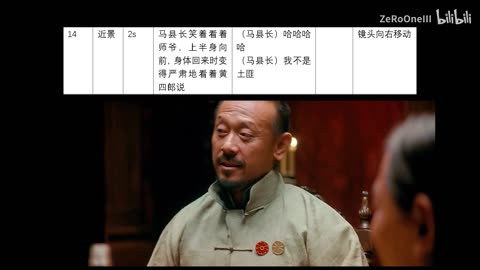 ZeRoOneIII bilibili
14 近景 2s 马县长笑着看着 （马县长）哈哈哈 镜头向右移动
师爷，上半身向 哈
前，身体回来时变 （马县长）我不是
得严肃地看着黄 土匪
四郎说